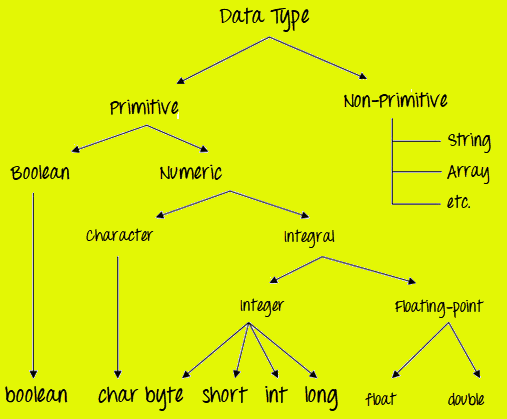 Data Type
Primitive
Non-Primitive
String
Array
etc.
Boolean
Numeric
Character
Integral
Integer
Floating-point
boolean
char
byte
short
int
long
float
double